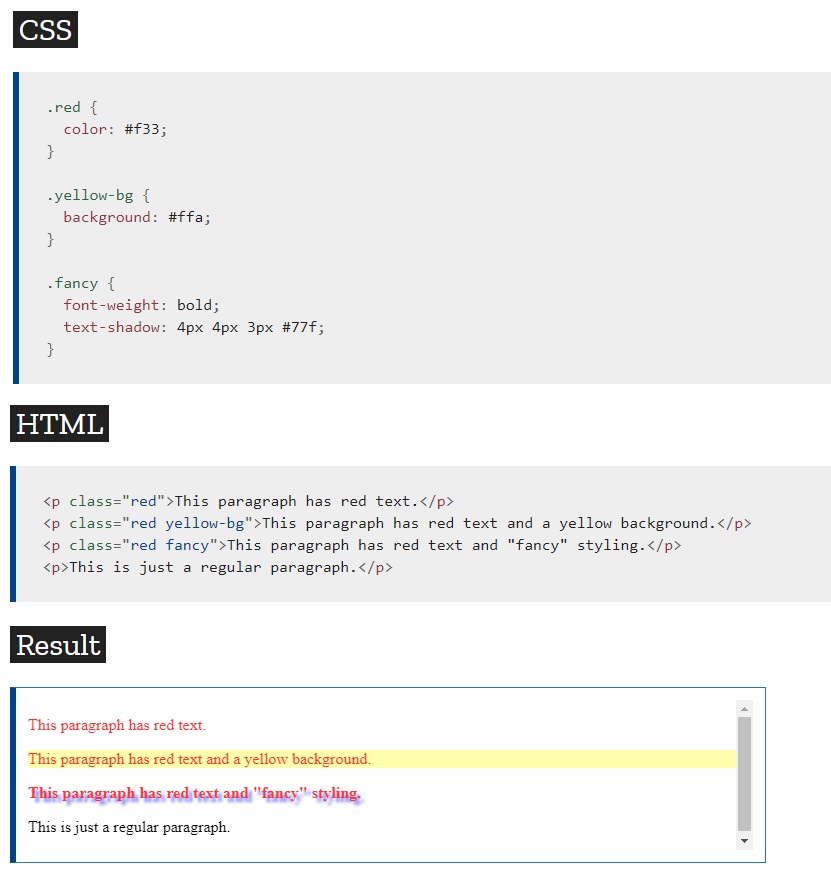 CSS
.red {
  color: #f33;
}
.yellow-bg {
  background: #ffa;
}
.fancy {
  font-weight: bold;
  text-shadow: 4px 4px 3px #77f;
}
HTML
<p class="red">This paragraph has red text.</p>
<p class="red yellow-bg">This paragraph has red text and a yellow background.</p>
<p class="red fancy">This paragraph has red text and "fancy" styling.</p>
<p>This is just a regular paragraph.</p>
Result
This paragraph has red text.
This paragraph has red text and a yellow background.
This paragraph has red text and "fancy" styling.
This is just a regular paragraph.